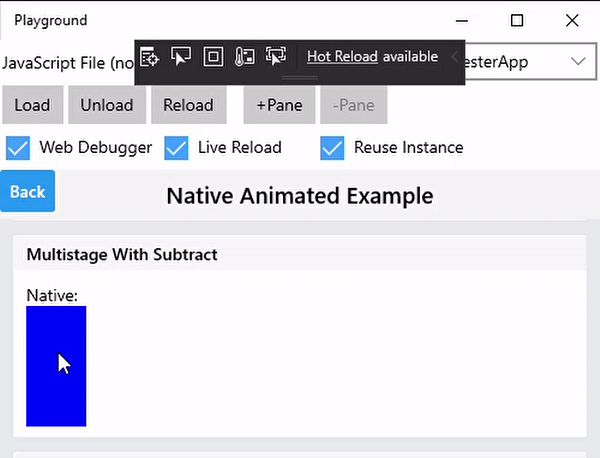 Playground
JavaScript File (no
Hot Reload available
esterApp
Load Unload Reload +Pane -Pane
Web Debugger Live Reload Reuse Instance
Back Native Animated Example
Multistage With Subtract
Native: